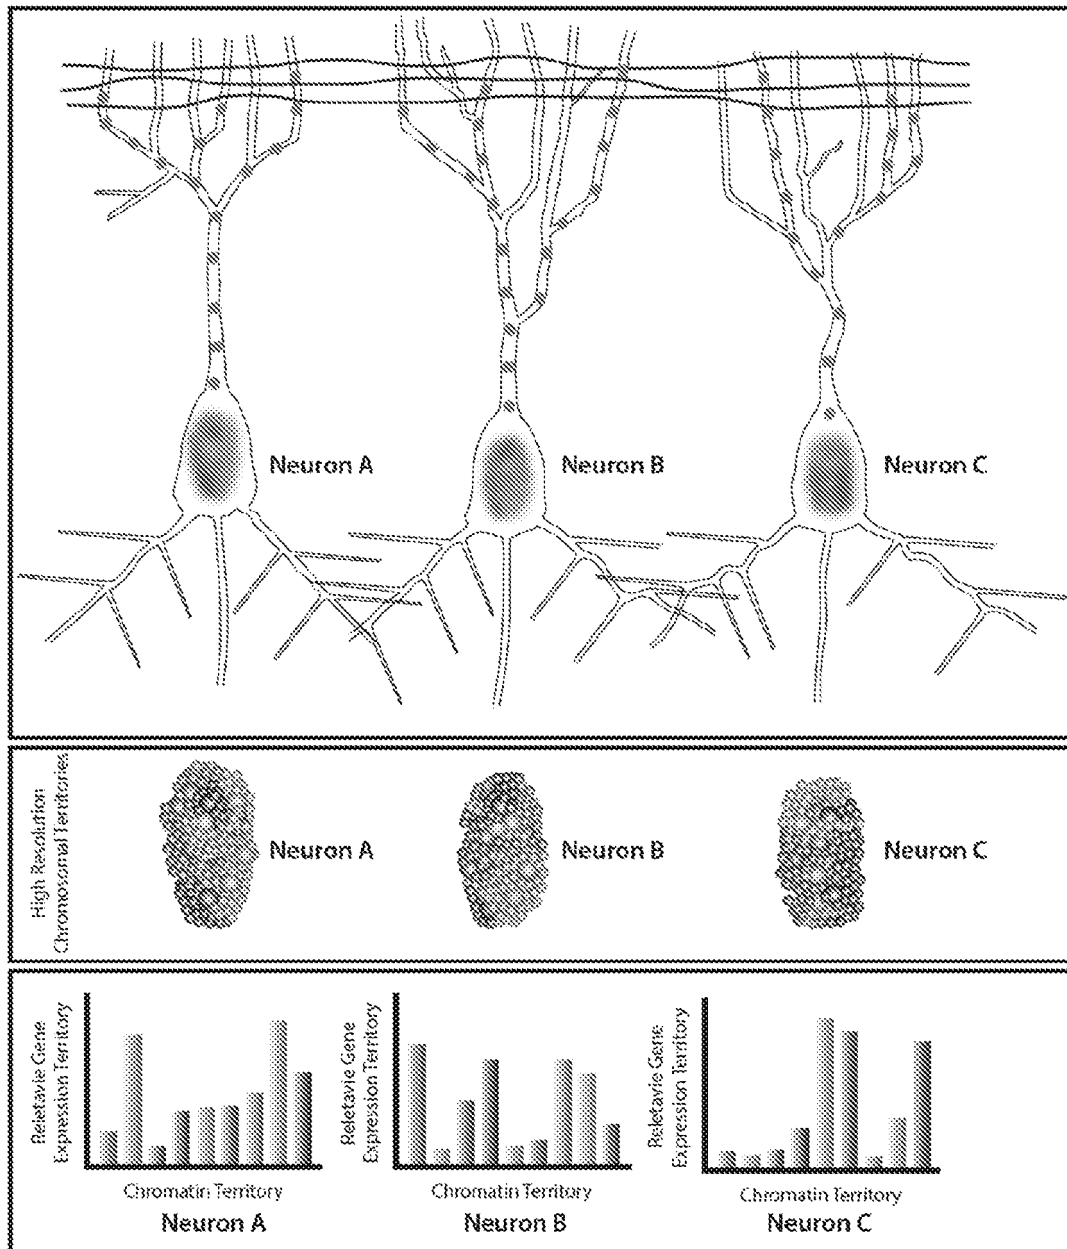 Neuron A
Neuron B
Neuron C
High Resolution
Chromosomal Territories
Neuron A
Neuron B
Neuron C
Reletavie Gene
Expression Territory
Chromatin Territory
Neuron A
Reletavie Gene
Expression Territory
Chromatin Territory
Neuron B
Reletavie Gene
Expression Territory
Chromatin Territory
Neuron C